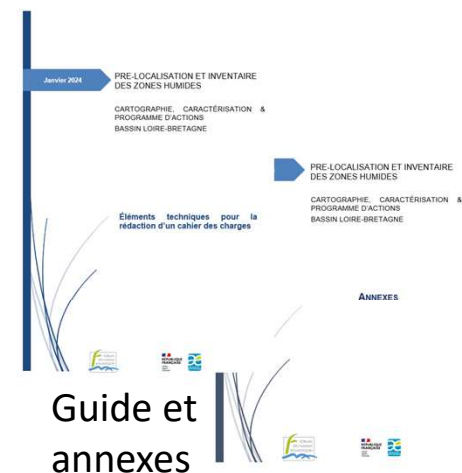 Janvier 2024
PRE-LOCALISATION ET INVENTAIRE
DES ZONES HUMIDES
CARTOGRAPHIE, CARACTÉRISATION &
PROGRAMME D'ACTIONS
BASSIN LOIRE-BRETAGNE
Éléments techniques pour la
rédaction d'un cahier des charges
PRE-LOCALISATION ET INVENTAIRE
DES ZONES HUMIDES
CARTOGRAPHIE, CARACTÉRISATION &
PROGRAMME D'ACTIONS
BASSIN LOIRE-BRETAGNE
ANNEXES
Guide et
annexes